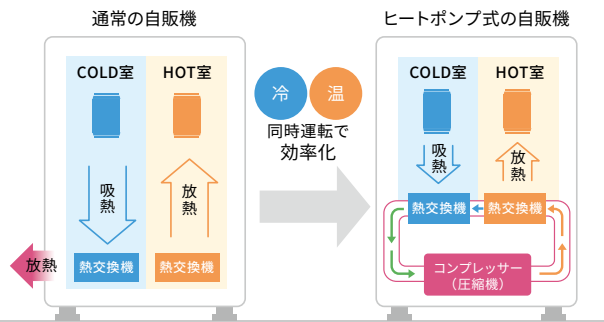 通常の自販機
COLD室
HOT室
吸熱
放熱
放熱
熱交換機
熱交換機
冷
温
同時運転で
効率化
ヒートポンプ式の自販機
COLD室
HOT室
吸熱
放熱
熱交換機
熱交換機
コンプレッサー
（圧縮機）